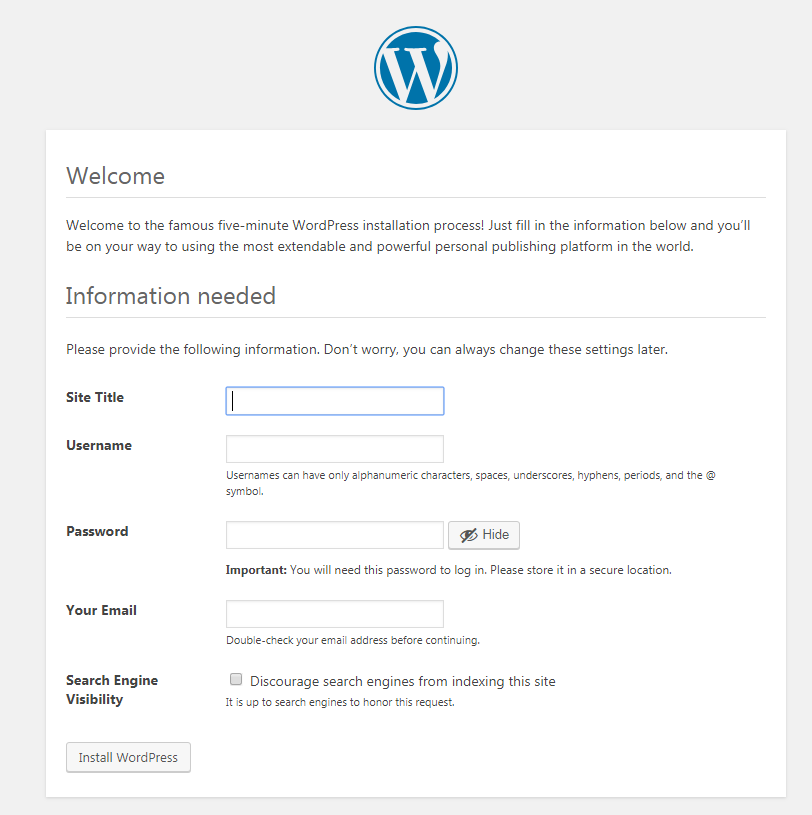 Welcome
Welcome to the famous five-minute WordPress installation process! Just fill in the information below and you’ll
be on your way to using the most extendable and powerful personal publishing platform in the world.
Information needed
Please provide the following information. Don’t worry, you can always change these settings later.
Site Title
Username
Usernames can have only alphanumeric characters, spaces, underscores, hyphens, periods, and the @
symbol.
Password
Hide
Important: You will need this password to log in. Please store it in a secure location.
Your Email
Double-check your email address before continuing.
Search Engine
Visibility
Discourage search engines from indexing this site
It is up to search engines to honor this request.
Install WordPress